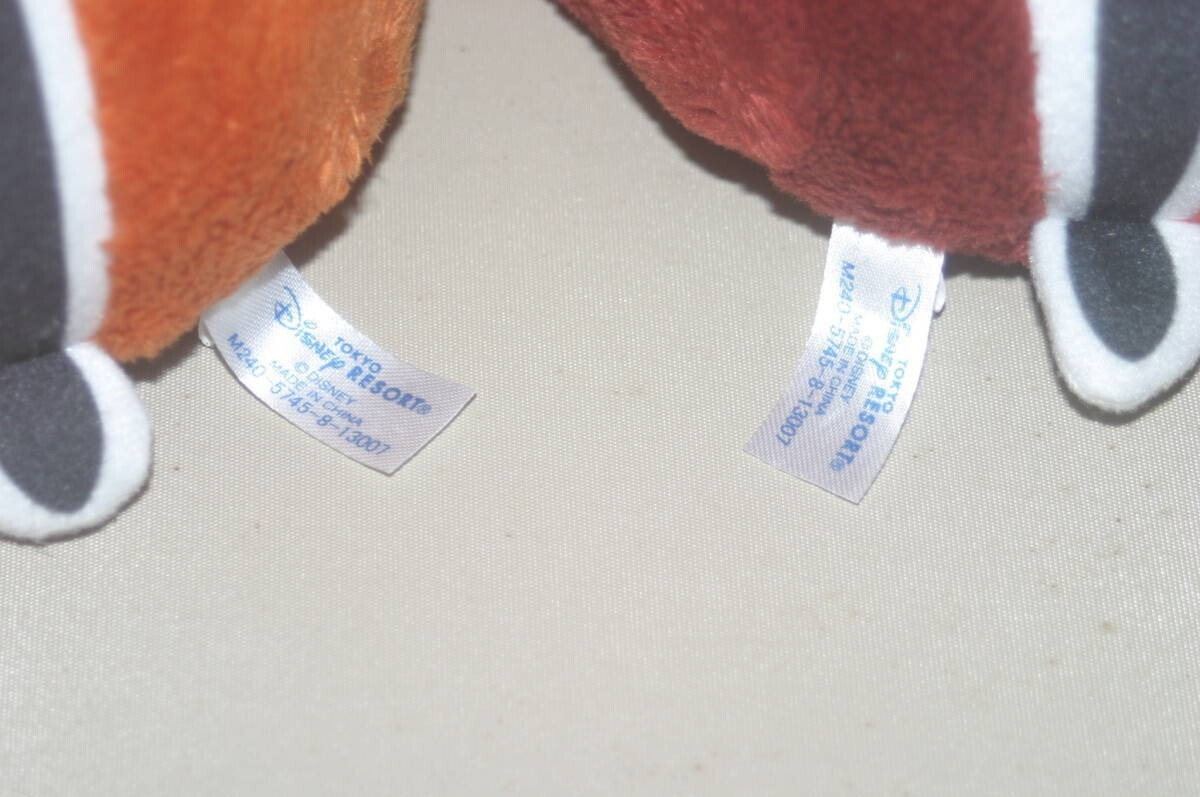 TOKYO
Disney RESORT®
© DISNEY
MADE IN CHINA
M240-5745-8-13007
TOKYO
Disney RESORT®
© DISNEY
MADE IN CHINA
M240-5745-8-13007